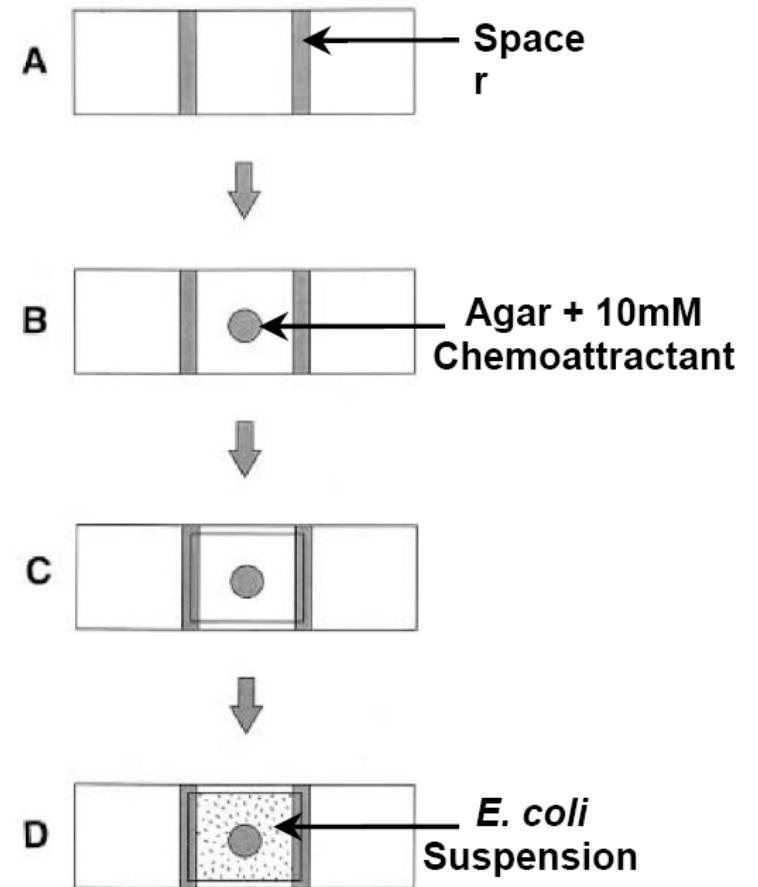 A
Space
r
B
Agar + 10mM
Chemoattractant
C
D
E. coli
Suspension